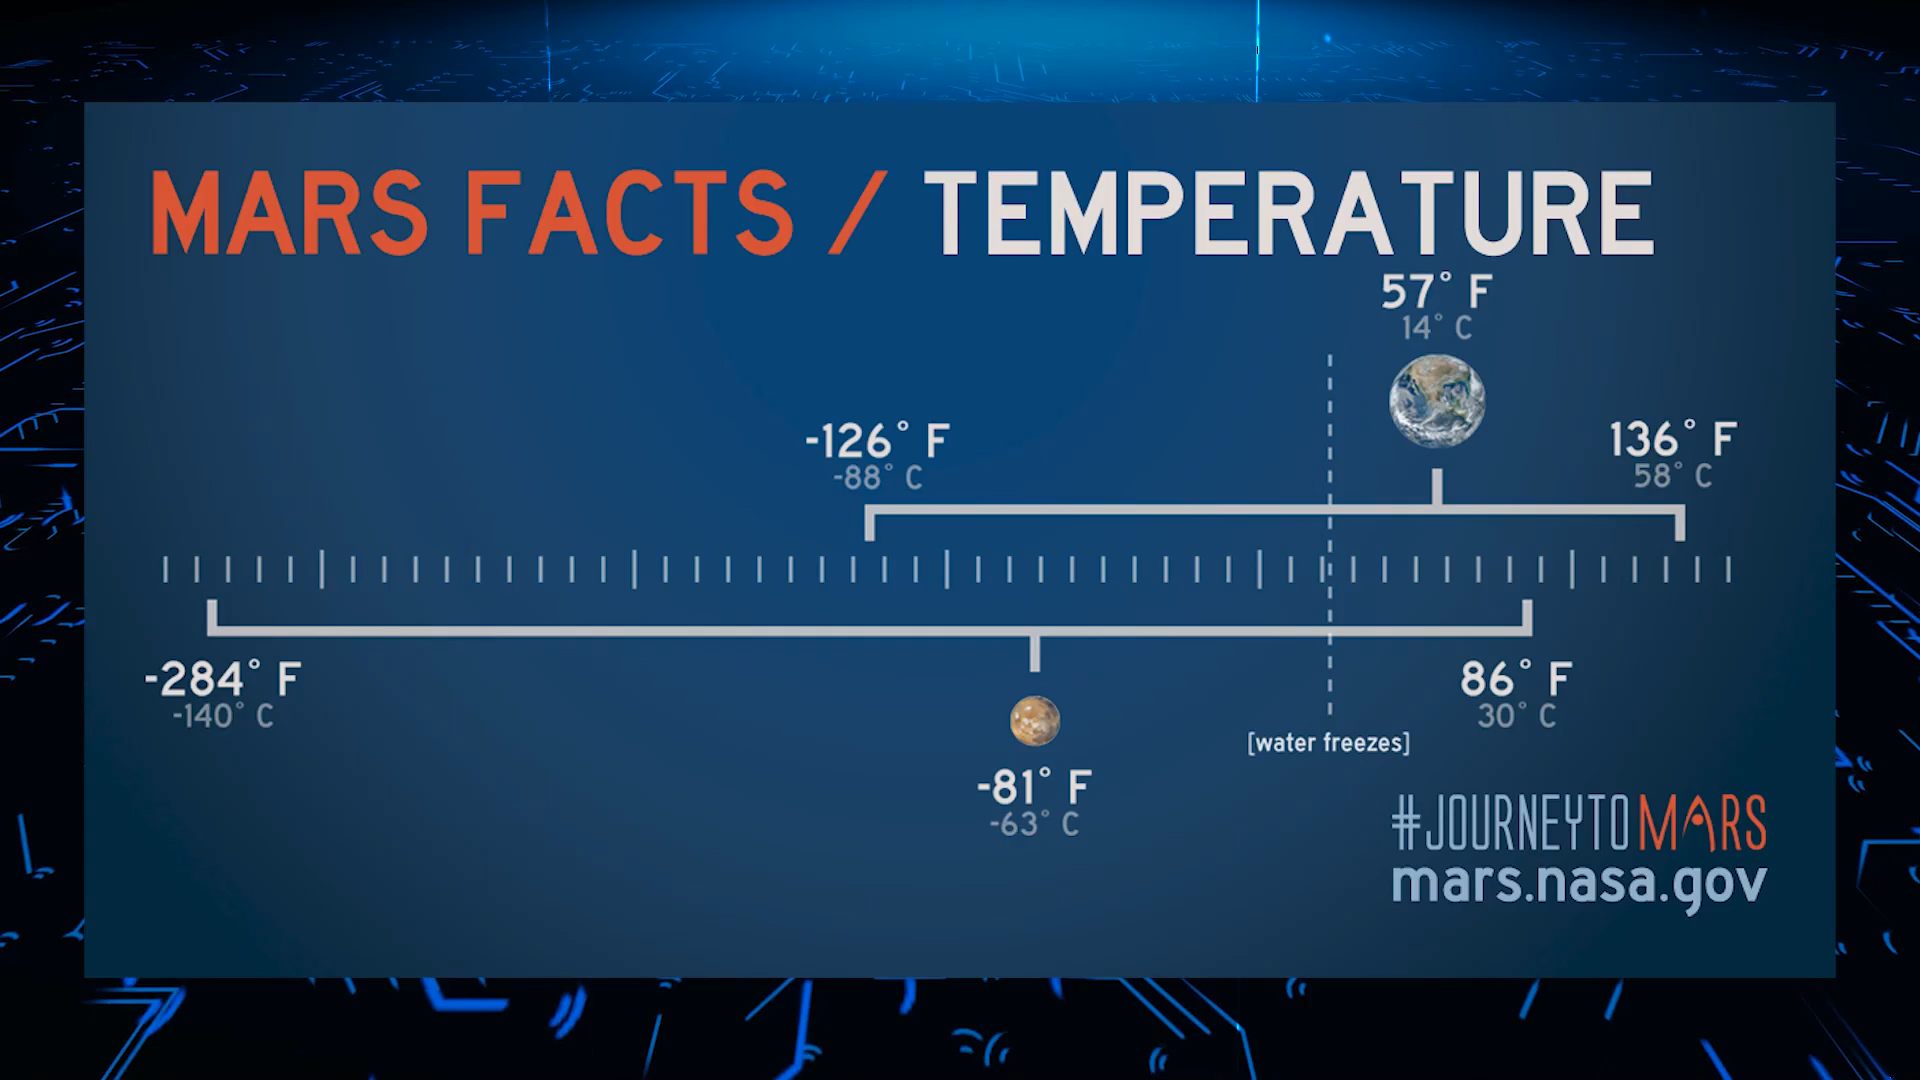 MARS FACTS / TEMPERATURE
57° F
14° C
-126° F
-88° C
136° F
58° C
-284° F
-140° C
86° F
30° C
[water freezes]
-81° F
-63° C
#JOURNEYTOMARS
mars.nasa.gov